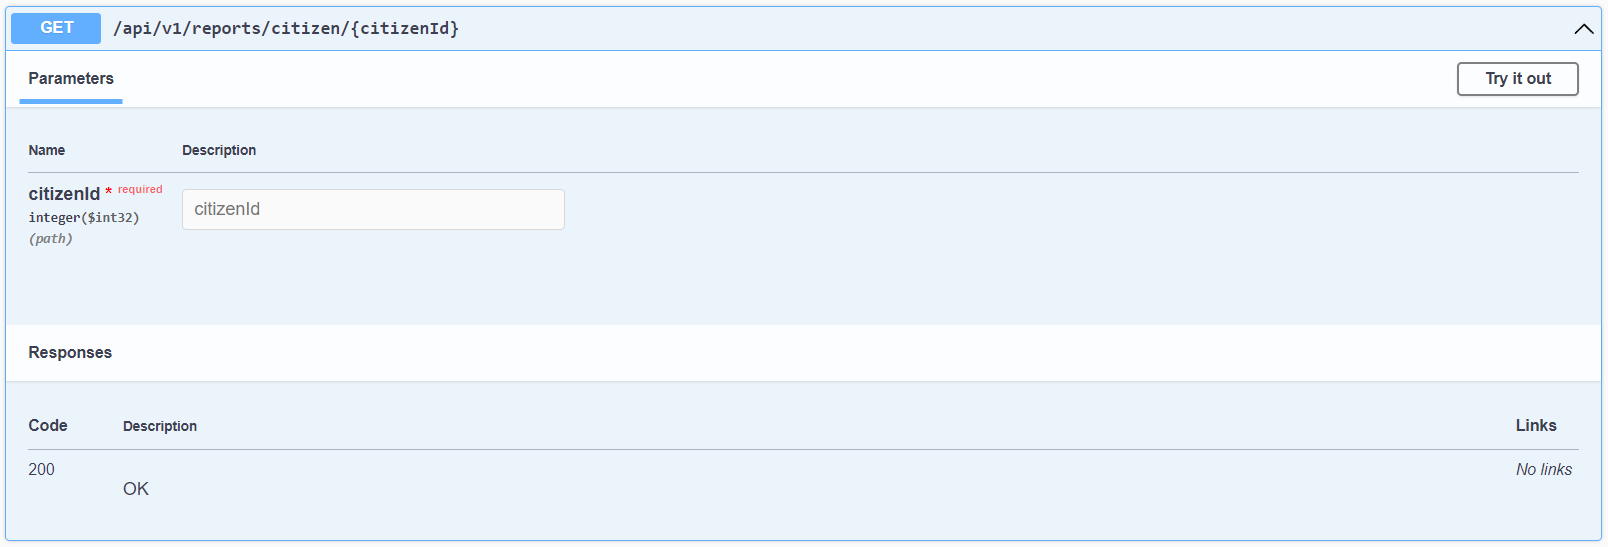 GET /api/v1/reports/citizen/{citizenId}
Parameters
Try it out
Name Description
citizenId * required
citizenId
integer($int32)
(path)
Responses
Code Description Links
200 No links
OK